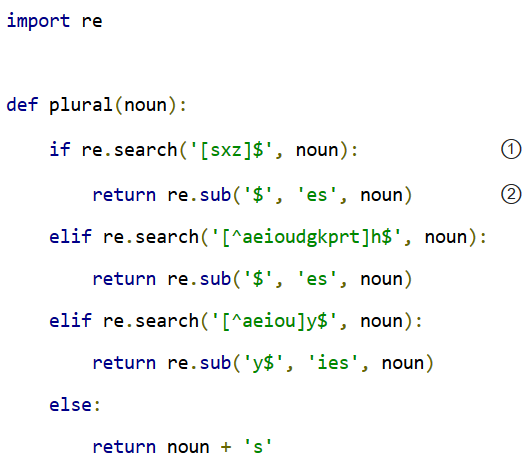 import re
def plural(noun):
    if re.search('[sxz]$', noun): ①
        return re.sub('$', 'es', noun) ②
    elif re.search('[^aeioudgkprt]h$', noun):
        return re.sub('$', 'es', noun)
    elif re.search('[^aeiou]y$', noun):
        return re.sub('y$', 'ies', noun)
    else:
        return noun + 's'